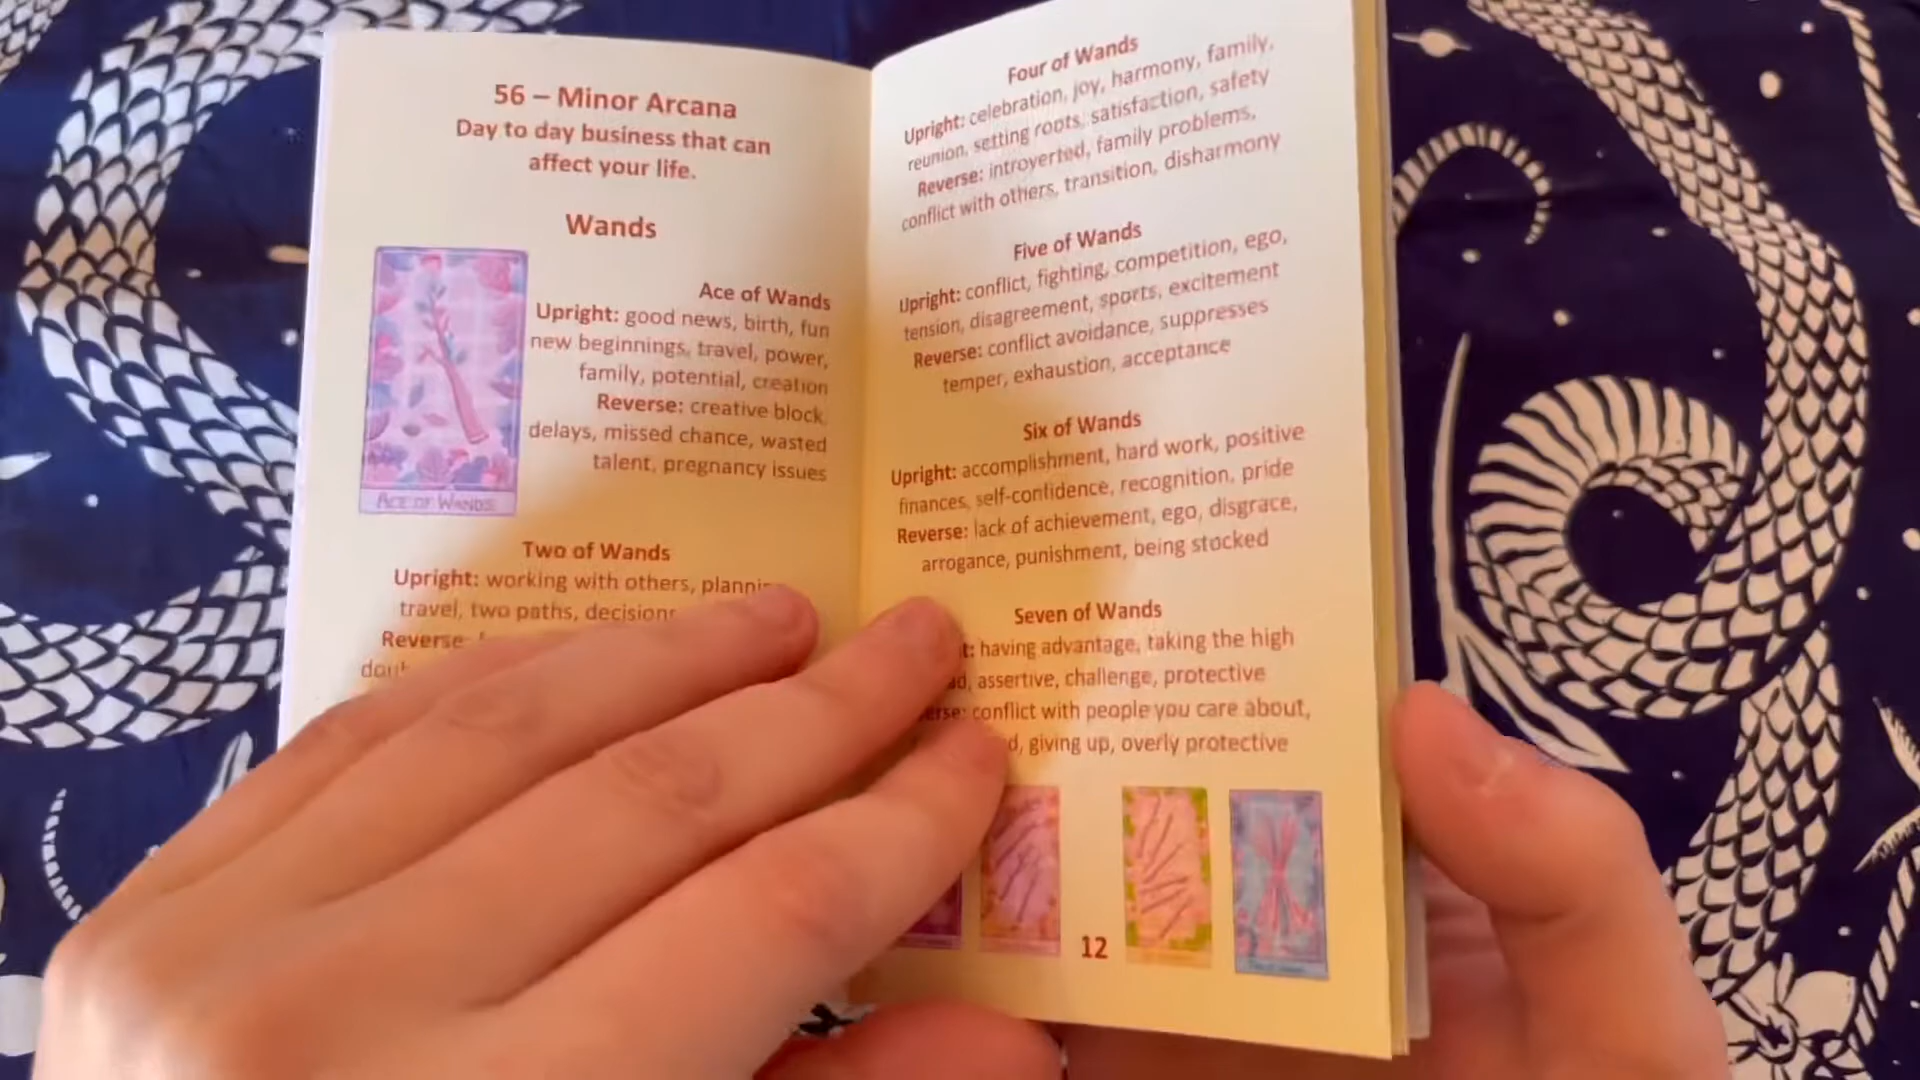 56 – Minor Arcana
Day to day business that can
affect your life.
Wands
Ace of Wands
Upright: good news, birth, fun
new beginnings, travel, power,
family, potential, creation
Reverse: creative block,
delays, missed chance, wasted
talent, pregnancy issues
ACE OF WANDS
Two of Wands
Upright: working with others,
travel, two paths,
Reverse:
Four of Wands
Upright: celebration, joy, harmony, family,
reunion, setting roots, satisfaction, safety
Reverse: introverted, family problems,
conflict with others, transition, disharmony
Five of Wands
Upright: conflict, fighting, competition, ego,
tension, disagreement, sports, excitement
Reverse: conflict avoidance, suppresses
temper, exhaustion, acceptance
Six of Wands
Upright: accomplishment, hard work, positive
finances, self-confidence, recognition, pride
Reverse: lack of achievement, ego, disgrace,
arrogance, punishment, being stocked
Seven of Wands
having advantage, taking the high
assertive, challenge, protective
conflict with people you care about,
giving up, overly protective
12